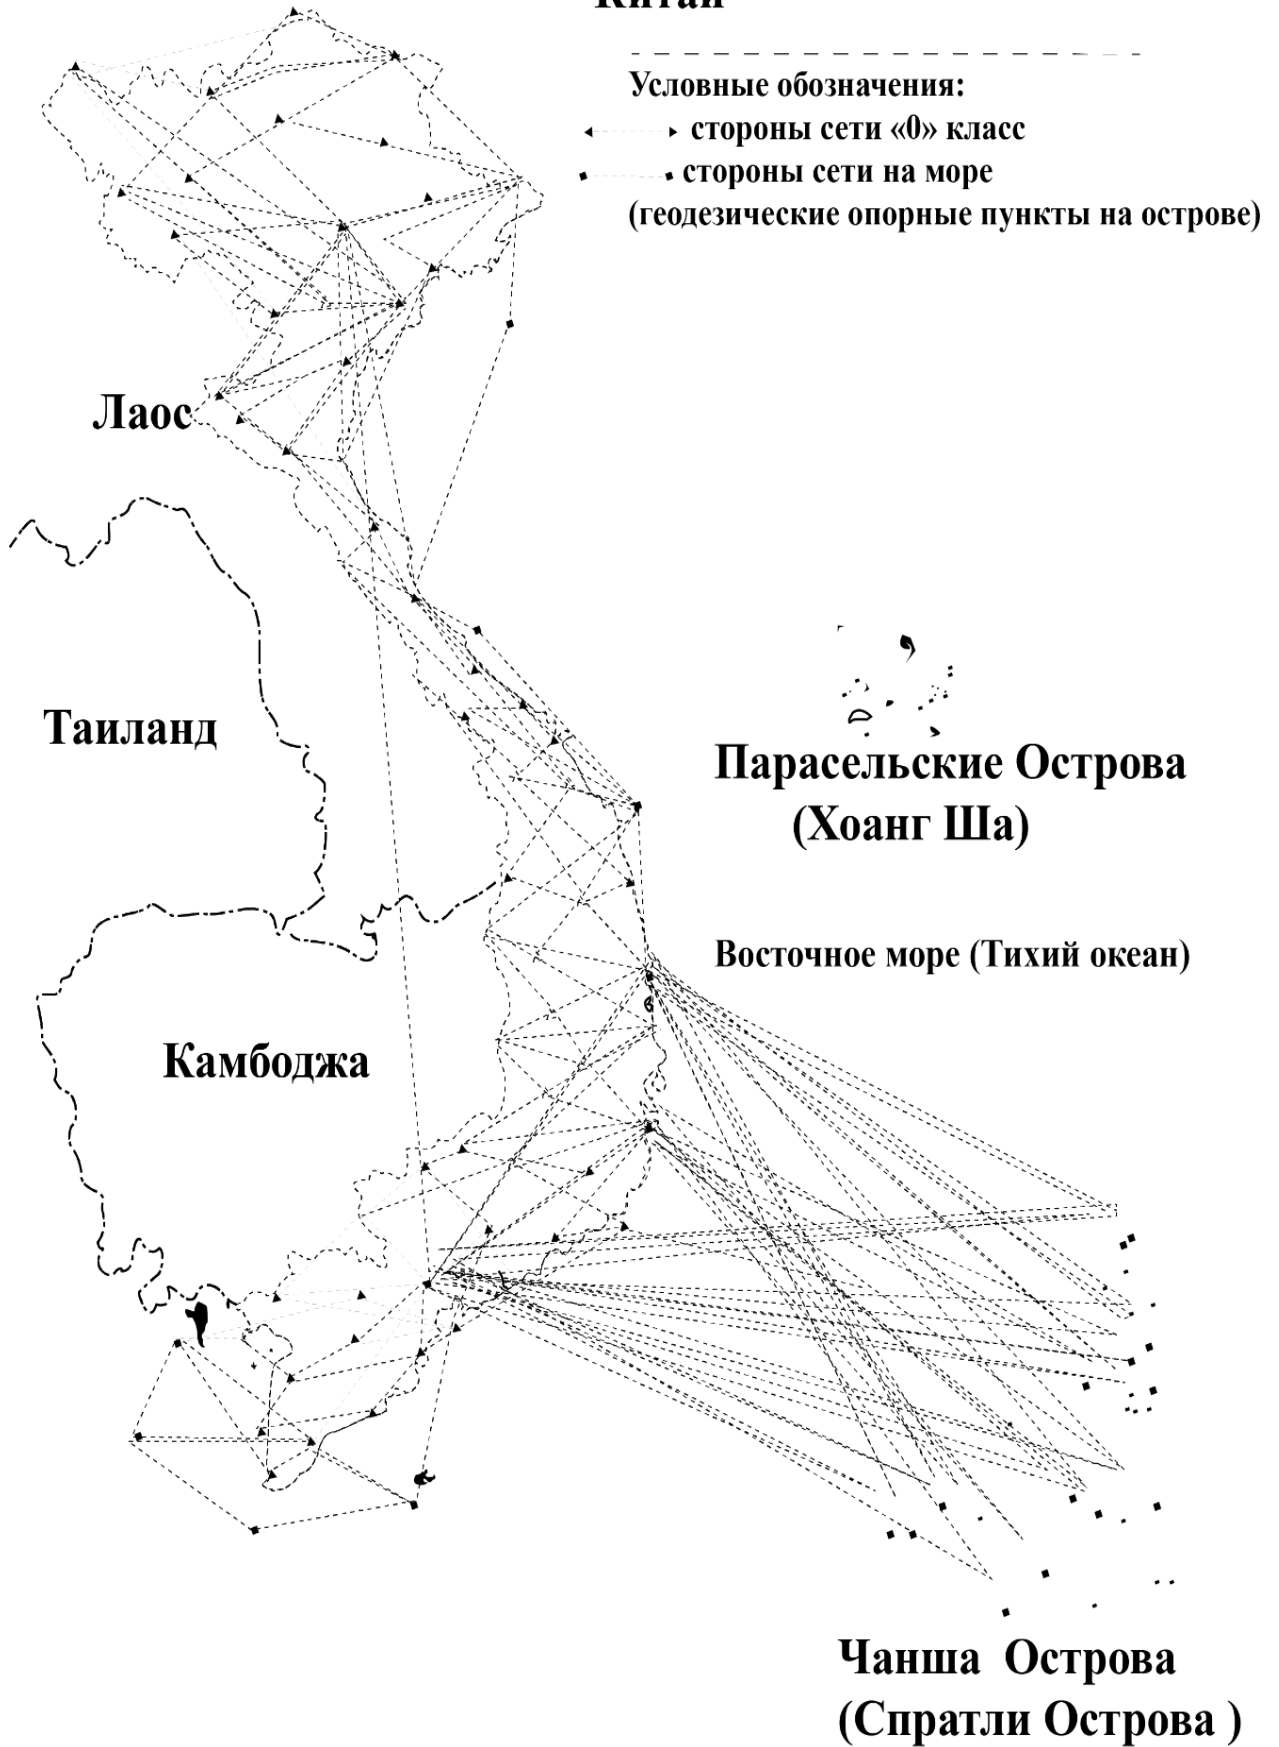 Китай
Условные обозначения:
стороны сети «0» класс
стороны сети на море
(геодезические опорные пункты на острове)
Лаос
Таиланд
Парасельские Острова
(Хоанг Ша)
Восточное море (Тихий океан)
Камбоджа
Чанша Острова
(Спратли Острова )